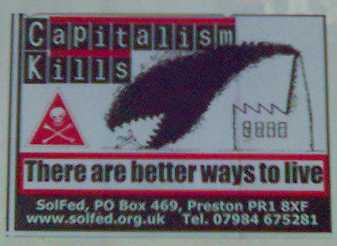 Capitalism
Kills
There are better ways to live
SolFed, PO Box 469, Preston PR1 8XF
www.solfed.org.uk Tel. 07984 675281